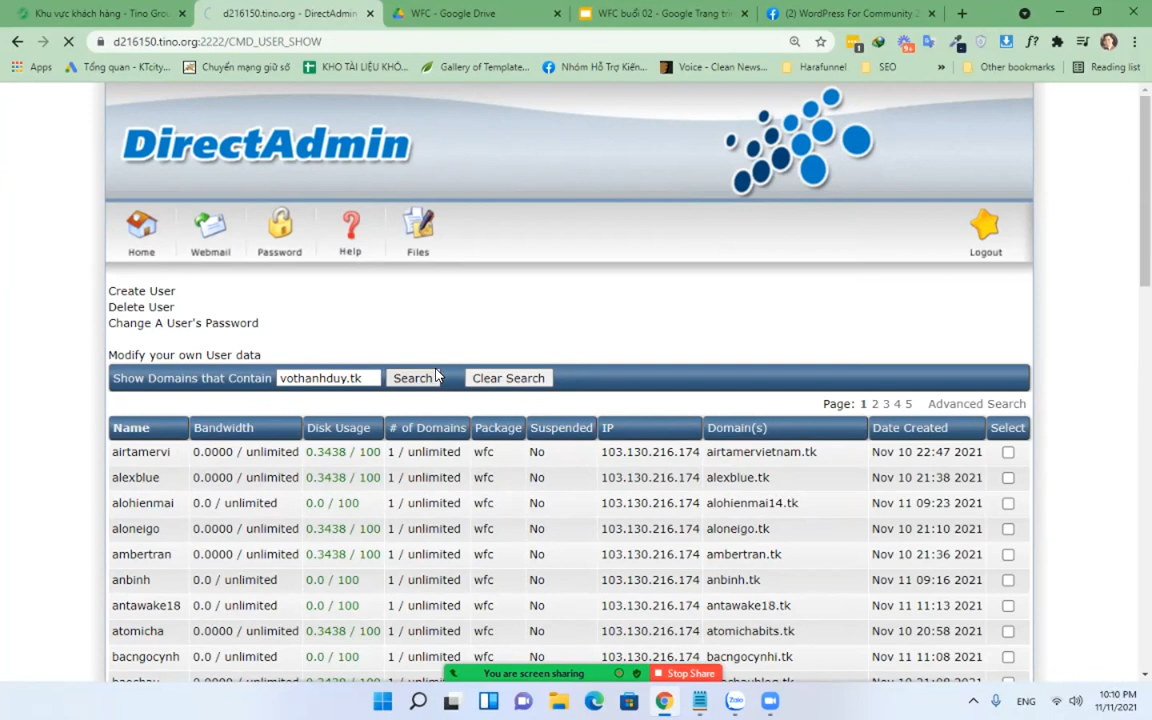 Khu vực khách hàng - Tino Grou
d216150.tino.org - DirectAdmin
WFC - Google Drive
WFC buổi 02 - Google Trang tr
(2) WordPress For Community 2
d216150.tino.org:2222/CMD_USER_SHOW
Apps
Tổng quan - KTcity...
Chuyển mạng giữ số
KHO TÀI LIỆU KHÓ...
Gallery of Template...
Nhóm Hỗ Trợ Kiến...
Voice - Clean News...
Harafunnel
SEO
Other bookmarks
Reading list
DirectAdmin
Home
Webmail
Password
Help
Files
Logout
Create User
Delete User
Change A User's Password
Modify your own User data
Show Domains that Contain vothanhduy.tk Search Clear Search
Page: 1 2 3 4 5 Advanced Search
Name Bandwidth Disk Usage # of Domains Package Suspended IP Domain(s) Date Created Select
airtamervi 0.0000 / unlimited 0.3438 / 100 1 / unlimited wfc No 103.130.216.174 airtamervietnam.tk Nov 10 22:47 2021
alexblue 0.0000 / unlimited 0.3438 / 100 1 / unlimited wfc No 103.130.216.174 alexblue.tk Nov 10 21:38 2021
alohienmai 0.0 / unlimited 0.0 / 100 1 / unlimited wfc No 103.130.216.174 alohienmai14.tk Nov 11 09:23 2021
aloneigo 0.0000 / unlimited 0.3438 / 100 1 / unlimited wfc No 103.130.216.174 aloneigo.tk Nov 10 21:10 2021
ambertran 0.0000 / unlimited 0.3438 / 100 1 / unlimited wfc No 103.130.216.174 ambertran.tk Nov 10 21:36 2021
anbinh 0.0 / unlimited 0.0 / 100 1 / unlimited wfc No 103.130.216.174 anbinh.tk Nov 11 09:16 2021
antawake18 0.0 / unlimited 0.0 / 100 1 / unlimited wfc No 103.130.216.174 antawake18.tk Nov 11 11:13 2021
atomicha 0.0000 / unlimited 0.3438 / 100 1 / unlimited wfc No 103.130.216.174 atomichabits.tk Nov 10 20:58 2021
bacngocynh 0.0 / unlimited 0.0 / 100 1 / unlimited wfc No 103.130.216.174 bacngocynhi.tk Nov 11 11:08 2021
You are screen sharing
Stop Share
Zalo
ENG
10:10 PM
11/11/2021